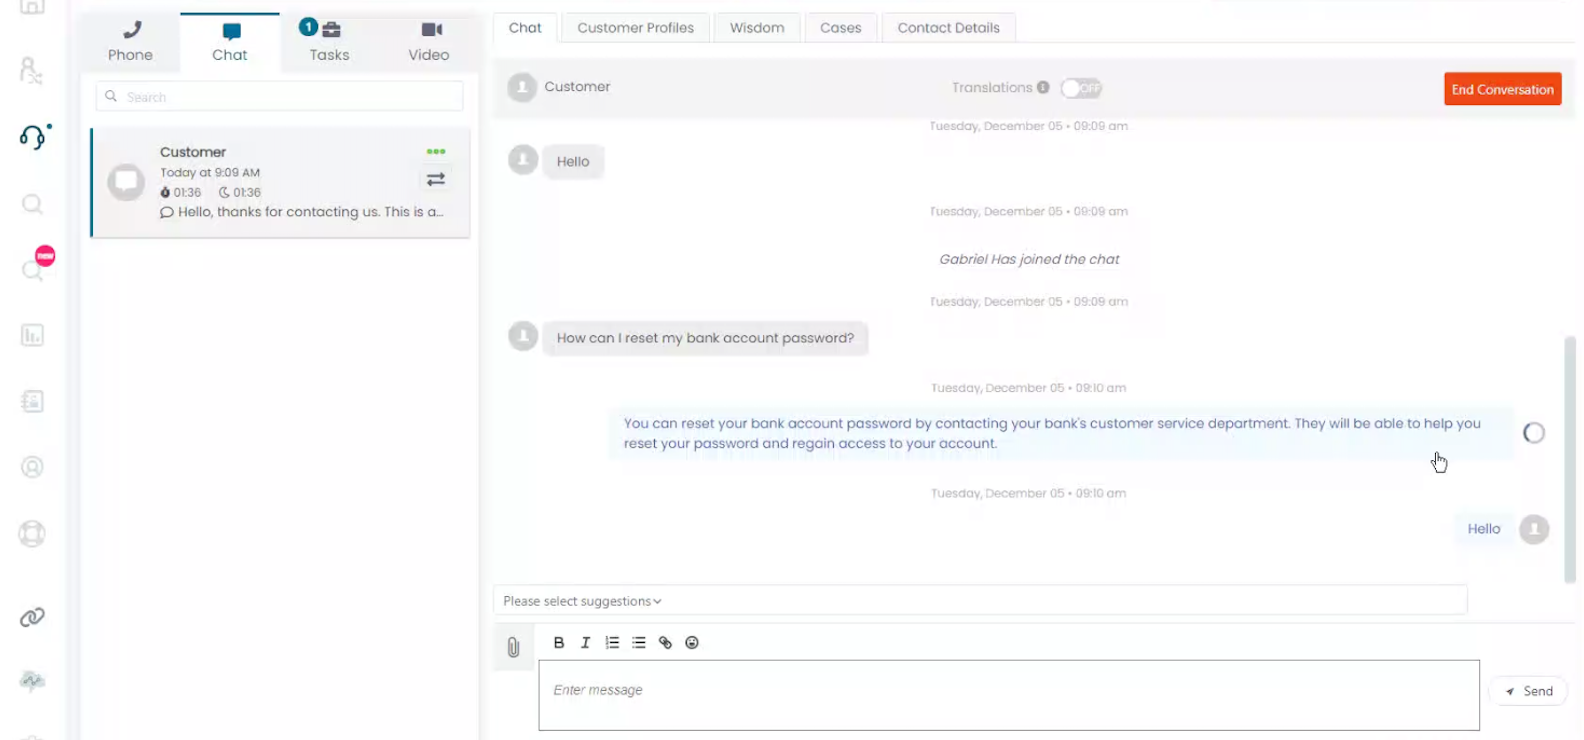 Phone
Chat
1
Tasks
Video
Search
Customer
Today at 9:09 AM
01:36 01:36
Hello, thanks for contacting us. This is a...
new
Chat
Customer Profiles
Wisdom
Cases
Contact Details
Customer
Translations
OFF
End Conversation
Tuesday, December 05 • 09:09 am
Hello
Tuesday, December 05 • 09:09 am
Gabriel Has joined the chat
Tuesday, December 05 • 09:09 am
How can I reset my bank account password?
Tuesday, December 05 • 09:10 am
You can reset your bank account password by contacting your bank's customer service department. They will be able to help you
reset your password and regain access to your account.
Tuesday, December 05 • 09:10 am
Hello
Please select suggestions
B I
Enter message
Send